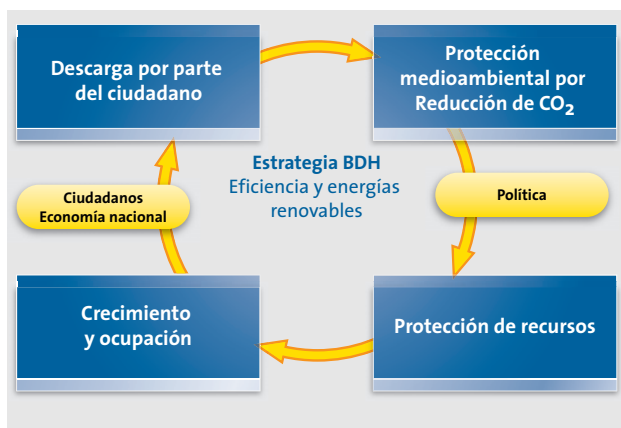 Descarga por parte
del ciudadano
Protección
medioambiental por
Reducción de CO₂
Estrategia BDH
Eficiencia y energías
renovables
Ciudadanos
Economía nacional
Política
Crecimiento
y ocupación
Protección de recursos